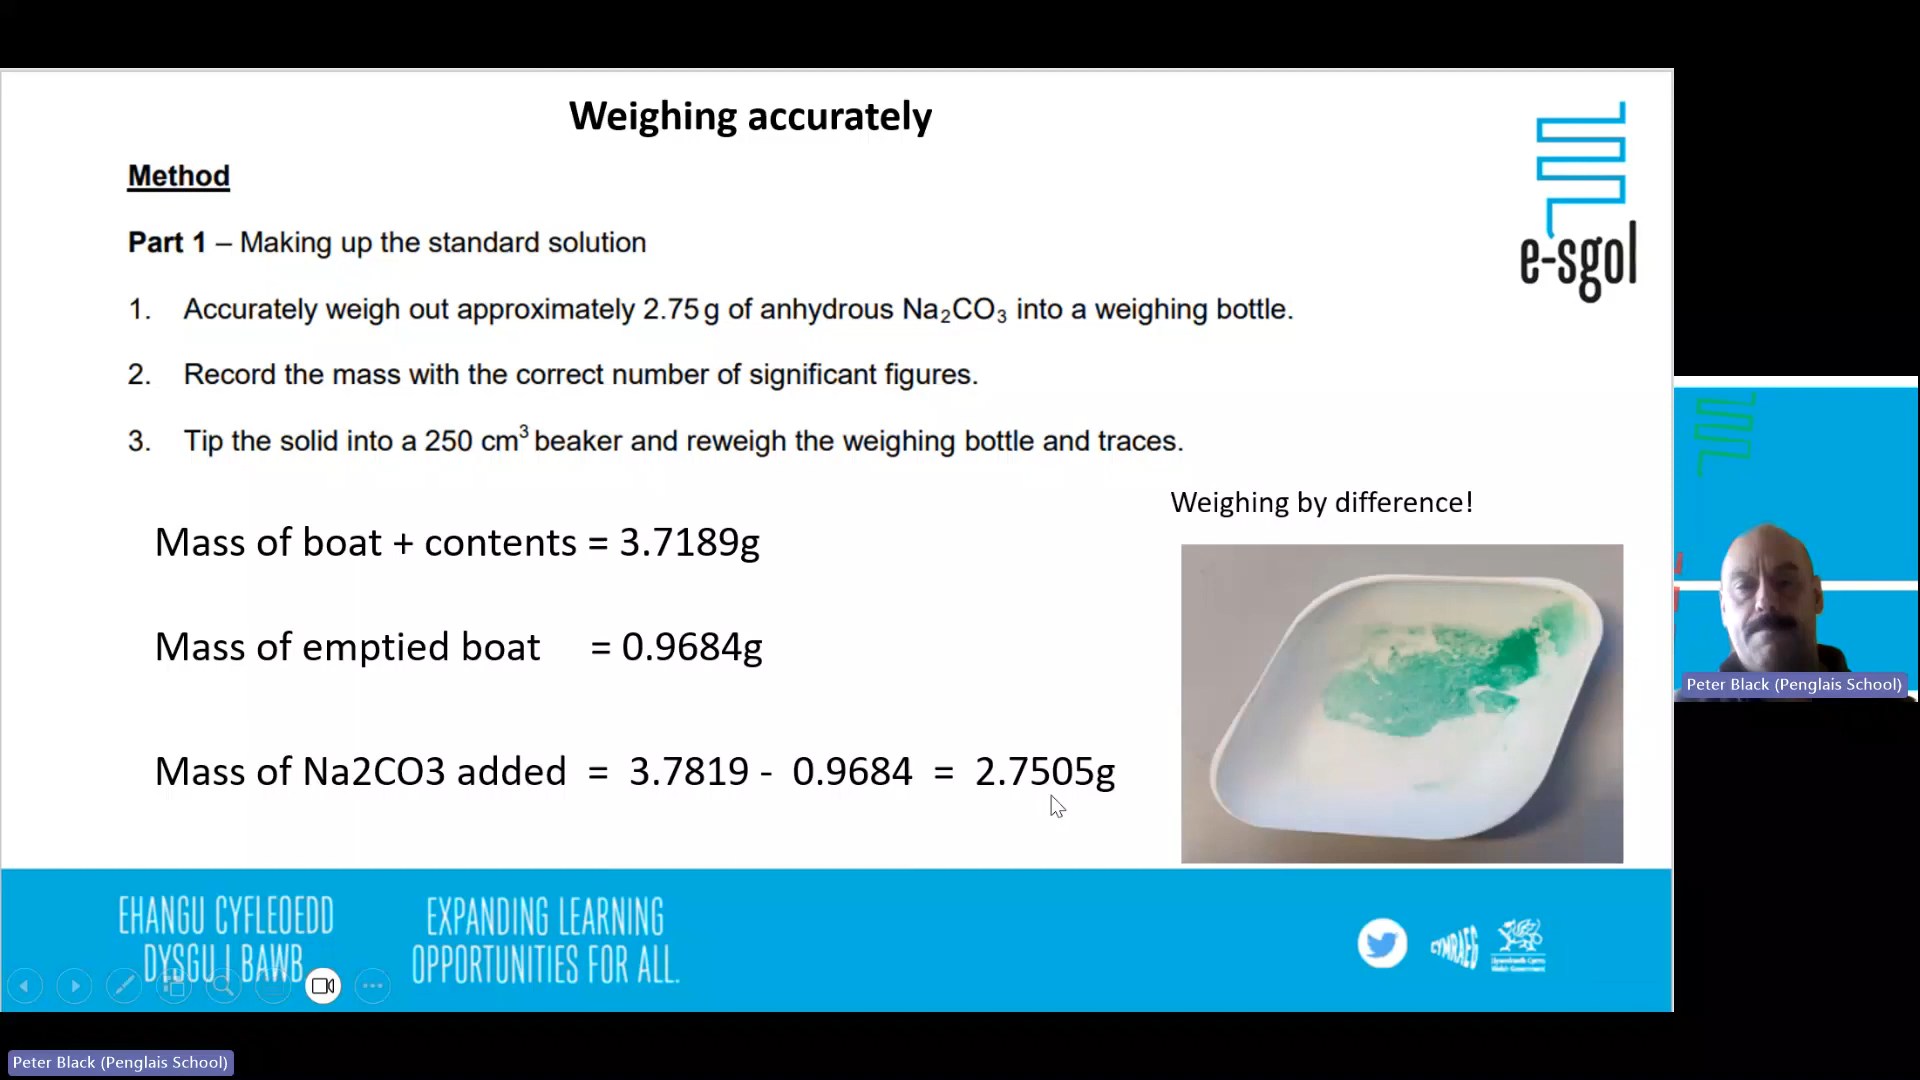 Weighing accurately
Method
Part 1 – Making up the standard solution
1. Accurately weigh out approximately 2.75 g of anhydrous Na₂CO₃ into a weighing bottle.
2. Record the mass with the correct number of significant figures.
3. Tip the solid into a 250 cm³ beaker and reweigh the weighing bottle and traces.
Weighing by difference!
Mass of boat + contents = 3.7189g
Mass of emptied boat = 0.9684g
Mass of Na2CO3 added = 3.7819 - 0.9684 = 2.7505g
e-sgol
EHANGU CYFLEOEDD
DYSGU I BAWB
EXPANDING LEARNING
OPPORTUNITIES FOR ALL.
CYMRAEG
Llywodraeth Cymru
Welsh Government
Peter Black (Penglais School)
Peter Black (Penglais School)